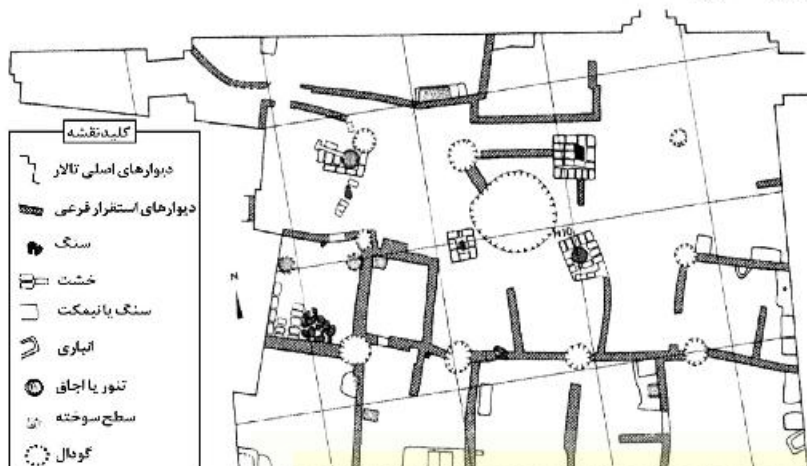 کلیدنقشه
دیوارهای اصلی تالار
دیوارهای استقرار فرعی
سنگ
خشت
سنگ یا نیمکت
انباری
تنور یا اجاق
سطح سوخته
گودال
N
N10